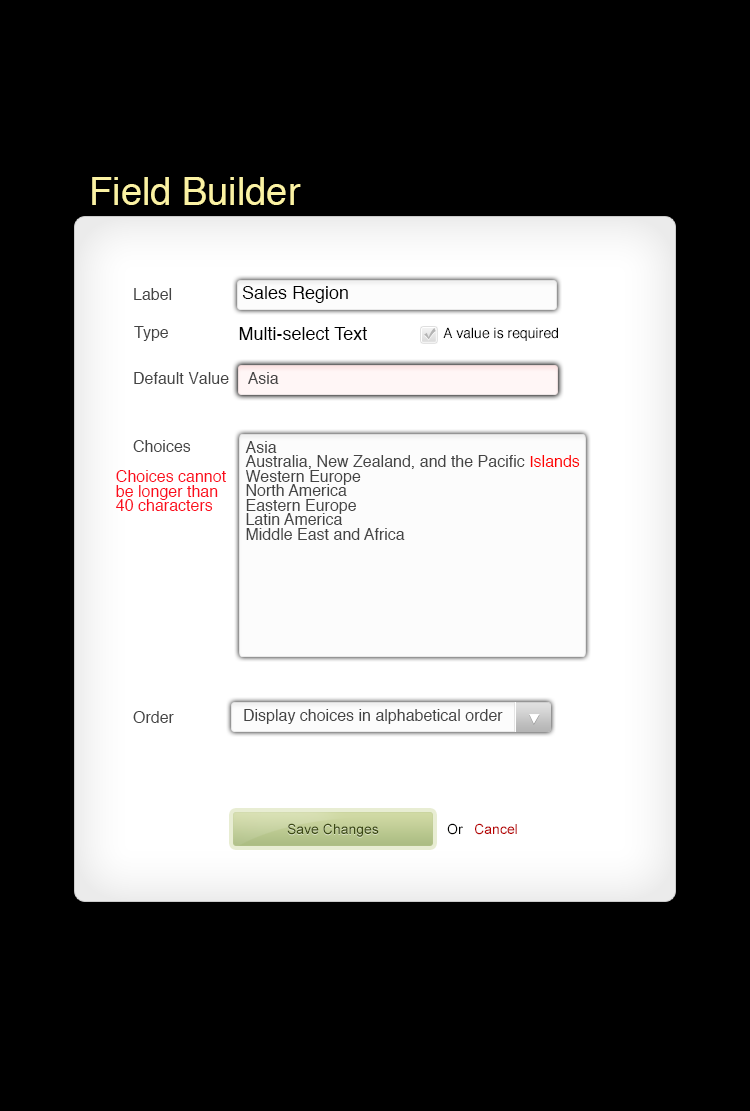 Field Builder
Label
Sales Region
Type
Multi-select Text
A value is required
Default Value
Asia
Choices
Choices cannot
be longer than
40 characters
Asia
Australia, New Zealand, and the Pacific Islands
Western Europe
North America
Eastern Europe
Latin America
Middle East and Africa
Order
Display choices in alphabetical order
Save Changes
Or
Cancel